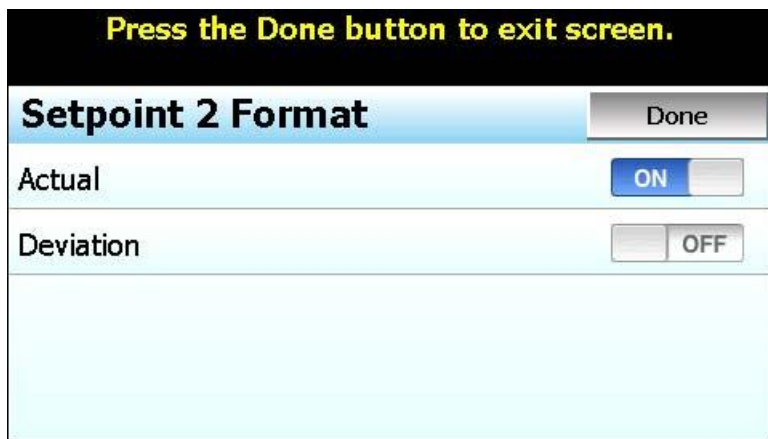 Press the Done button to exit screen.
Setpoint 2 Format
Done
Actual
ON
Deviation
OFF